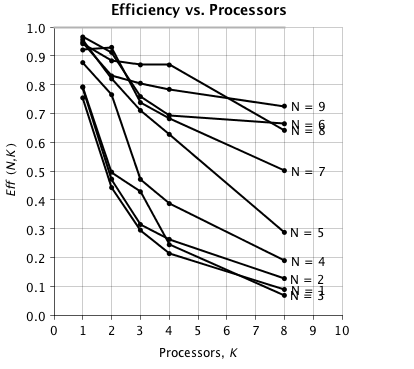 Efficiency vs. Processors
1.0
0.9
0.8
0.7
0.6
0.5
0.4
0.3
0.2
0.1
0.0
Eff (N,K)
N = 9
N = 6
N = 8
N = 7
N = 5
N = 4
N = 2
N = 1
N = 3
0 1 2 3 4 5 6 7 8 9 10
Processors, K